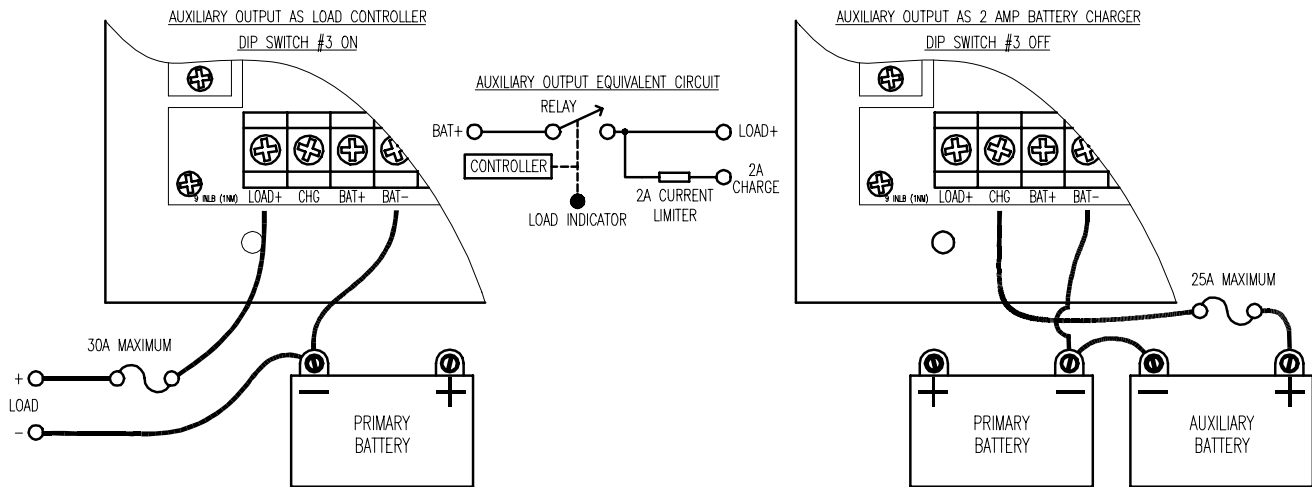 AUXILIARY OUTPUT AS LOAD CONTROLLER
DIP SWITCH #3 ON
9 INLB (1NM)
LOAD+ CHG BAT+ BAT-
30A MAXIMUM
+
LOAD
-
- +
PRIMARY
BATTERY
AUXILIARY OUTPUT EQUIVALENT CIRCUIT
RELAY
BAT+
LOAD+
CONTROLLER
2A
CHARGE
2A CURRENT
LIMITER
LOAD INDICATOR
AUXILIARY OUTPUT AS 2 AMP BATTERY CHARGER
DIP SWITCH #3 OFF
9 INLB (1NM)
LOAD+ CHG BAT+ BAT-
25A MAXIMUM
+ -
PRIMARY
BATTERY
- +
AUXILIARY
BATTERY